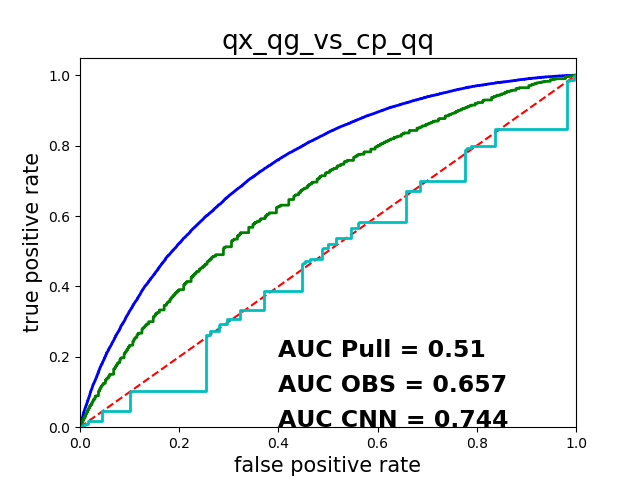 qx_qg_vs_cp_qq
true positive rate
1.0
0.8
0.6
0.4
0.2
0.0
AUC Pull = 0.51
AUC OBS = 0.657
AUC CNN = 0.744
0.0 0.2 0.4 0.6 0.8 1.0
false positive rate